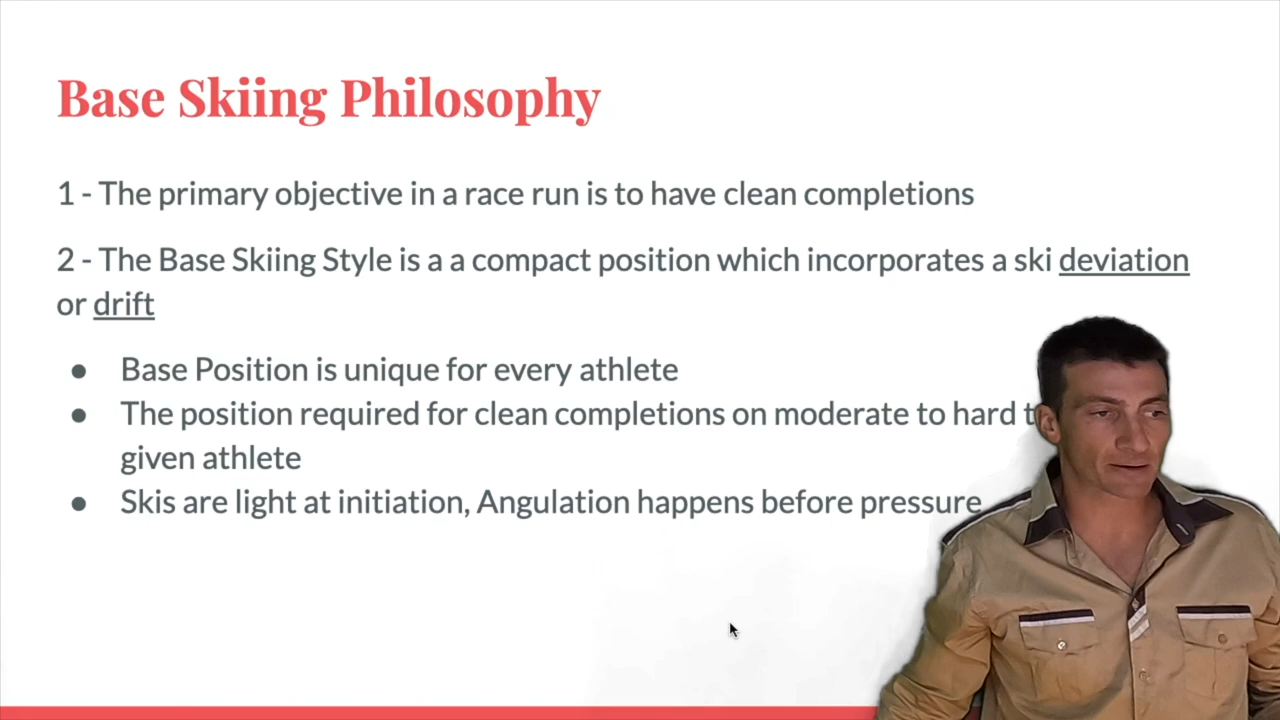 Base Skiing Philosophy
1 - The primary objective in a race run is to have clean completions
2 - The Base Skiing Style is a a compact position which incorporates a ski deviation
or drift
● Base Position is unique for every athlete
● The position required for clean completions on moderate to hard
given athlete
● Skis are light at initiation, Angulation happens before pressure